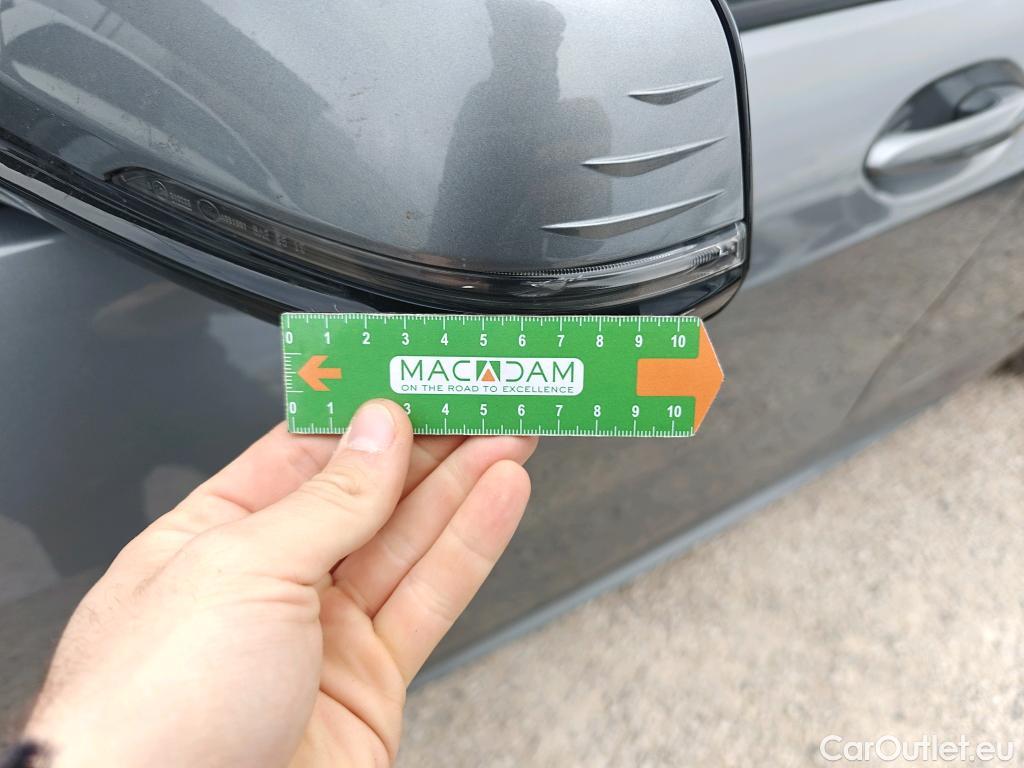 0 1 2 3 4 5 6 7 8 9 10
MACADAM
ON THE ROAD TO EXCELLENCE
0 1 3 4 5 6 7 8 9 10
CarOutlet.eu